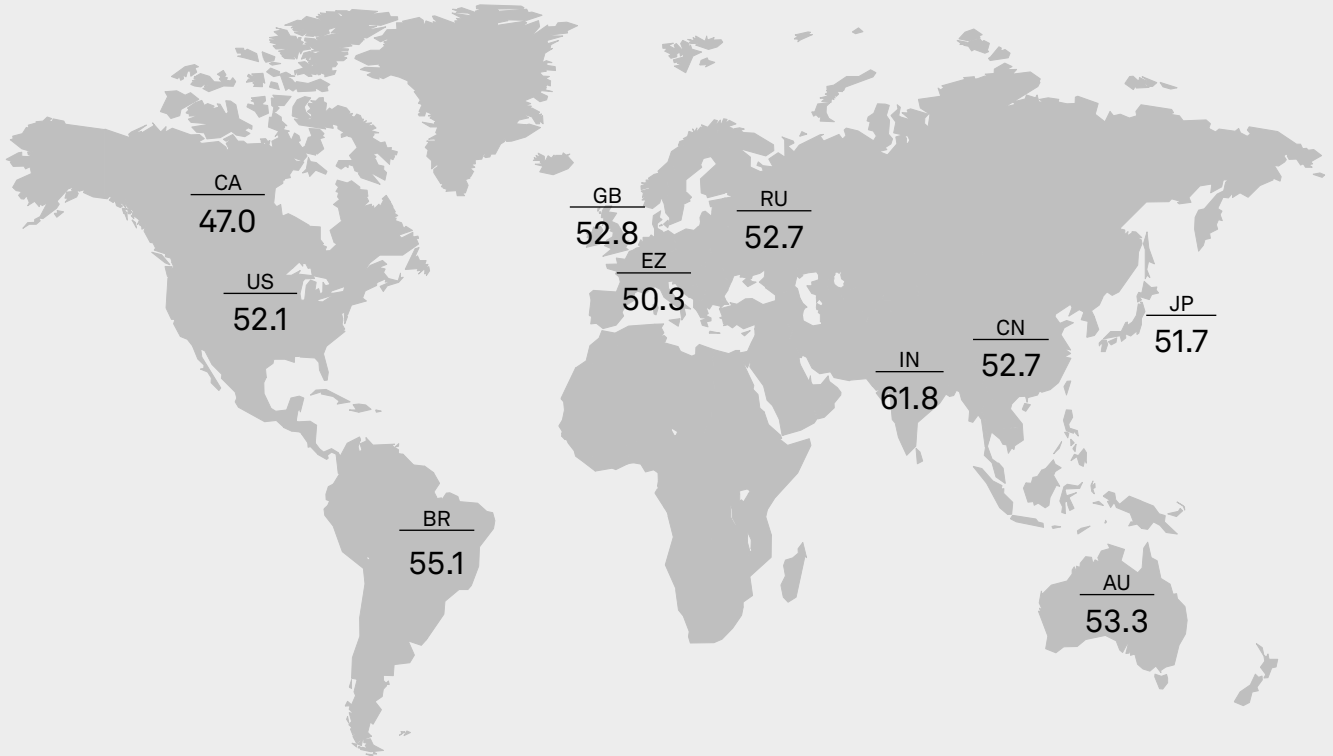 CA
47.0
GB
52.8
RU
52.7
EZ
50.3
US
52.1
JP
51.7
CN
52.7
IN
61.8
BR
55.1
AU
53.3